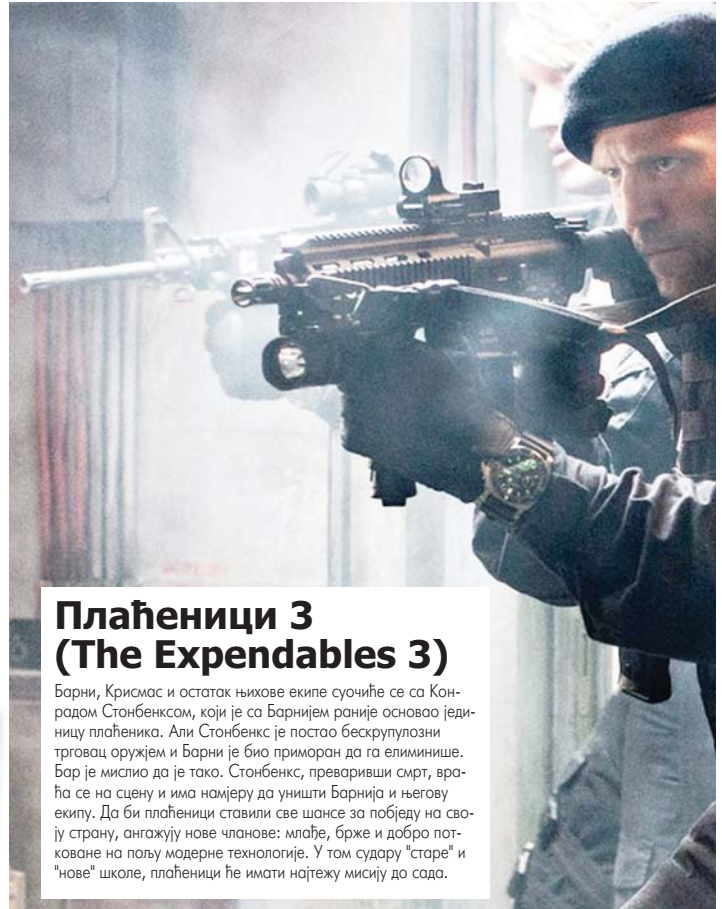 Плаћеници 3
(The Expendables 3)
Барни, Крисмас и остатак њихове екипе суочиће се са Кон-
радом Стонбенксом, који је са Барнијем раније основао једи-
ницу плаћеника. Али Стонбенкс је постао бескрупулозни
трговац оружјем и Барни је био приморан да га елиминише.
Бар је мислио да је тако. Стонбенкс, преваривши смрт, вра-
ћа се на сцену и има намјеру да уништи Барнија и његову
екипу. Да би плаћеници ставили све шансе за побједу на сво-
ју страну, ангажују нове чланове: млађе, брже и добро пот-
коване на пољу модерне технологије. У том судару "старе" и
"нове" школе, плаћеници ће имати најтежу мисију до сада.